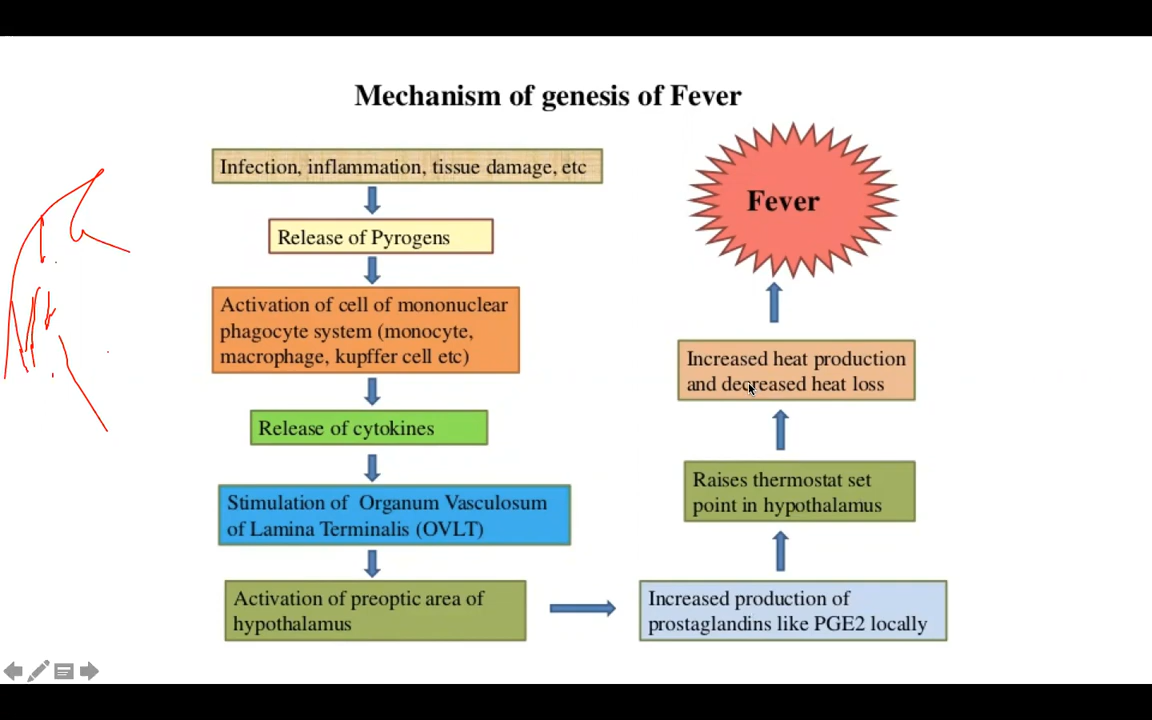 Mechanism of genesis of Fever
Infection, inflammation, tissue damage, etc
Release of Pyrogens
Activation of cell of mononuclear
phagocyte system (monocyte,
macrophage, kupffer cell etc)
Release of cytokines
Stimulation of Organum Vasculosum
of Lamina Terminalis (OVLT)
Activation of preoptic area of
hypothalamus
Increased production of
prostaglandins like PGE2 locally
Raises thermostat set
point in hypothalamus
Increased heat production
and decreased heat loss
Fever